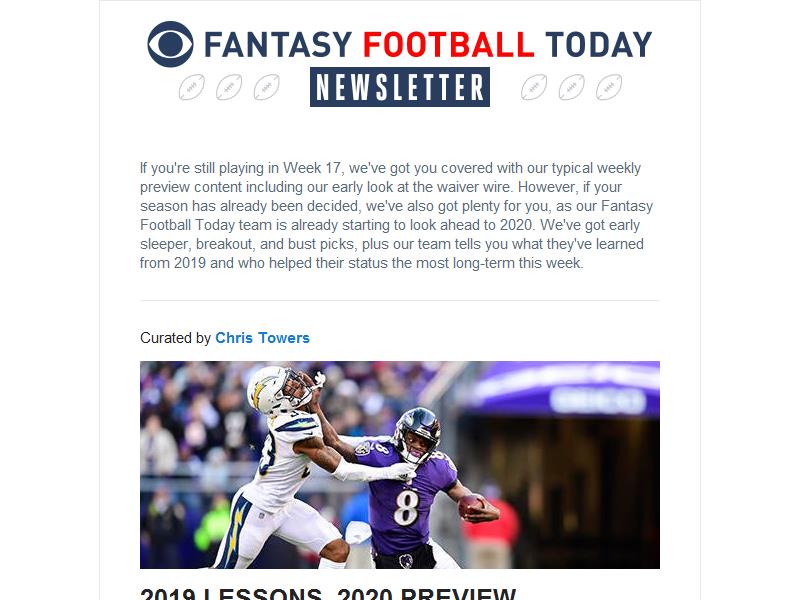 FANTASY FOOTBALL TODAY
NEWSLETTER
If you're still playing in Week 17, we've got you covered with our typical weekly
preview content including our early look at the waiver wire. However, if your
season has already been decided, we've also got plenty for you, as our Fantasy
Football Today team is already starting to look ahead to 2020. We've got early
sleeper, breakout, and bust picks, plus our team tells you what they've learned
from 2019 and who helped their status the most long-term this week.
Curated by Chris Towers
GEICO
8
8
2019 LESSONS, 2020 PREVIEW